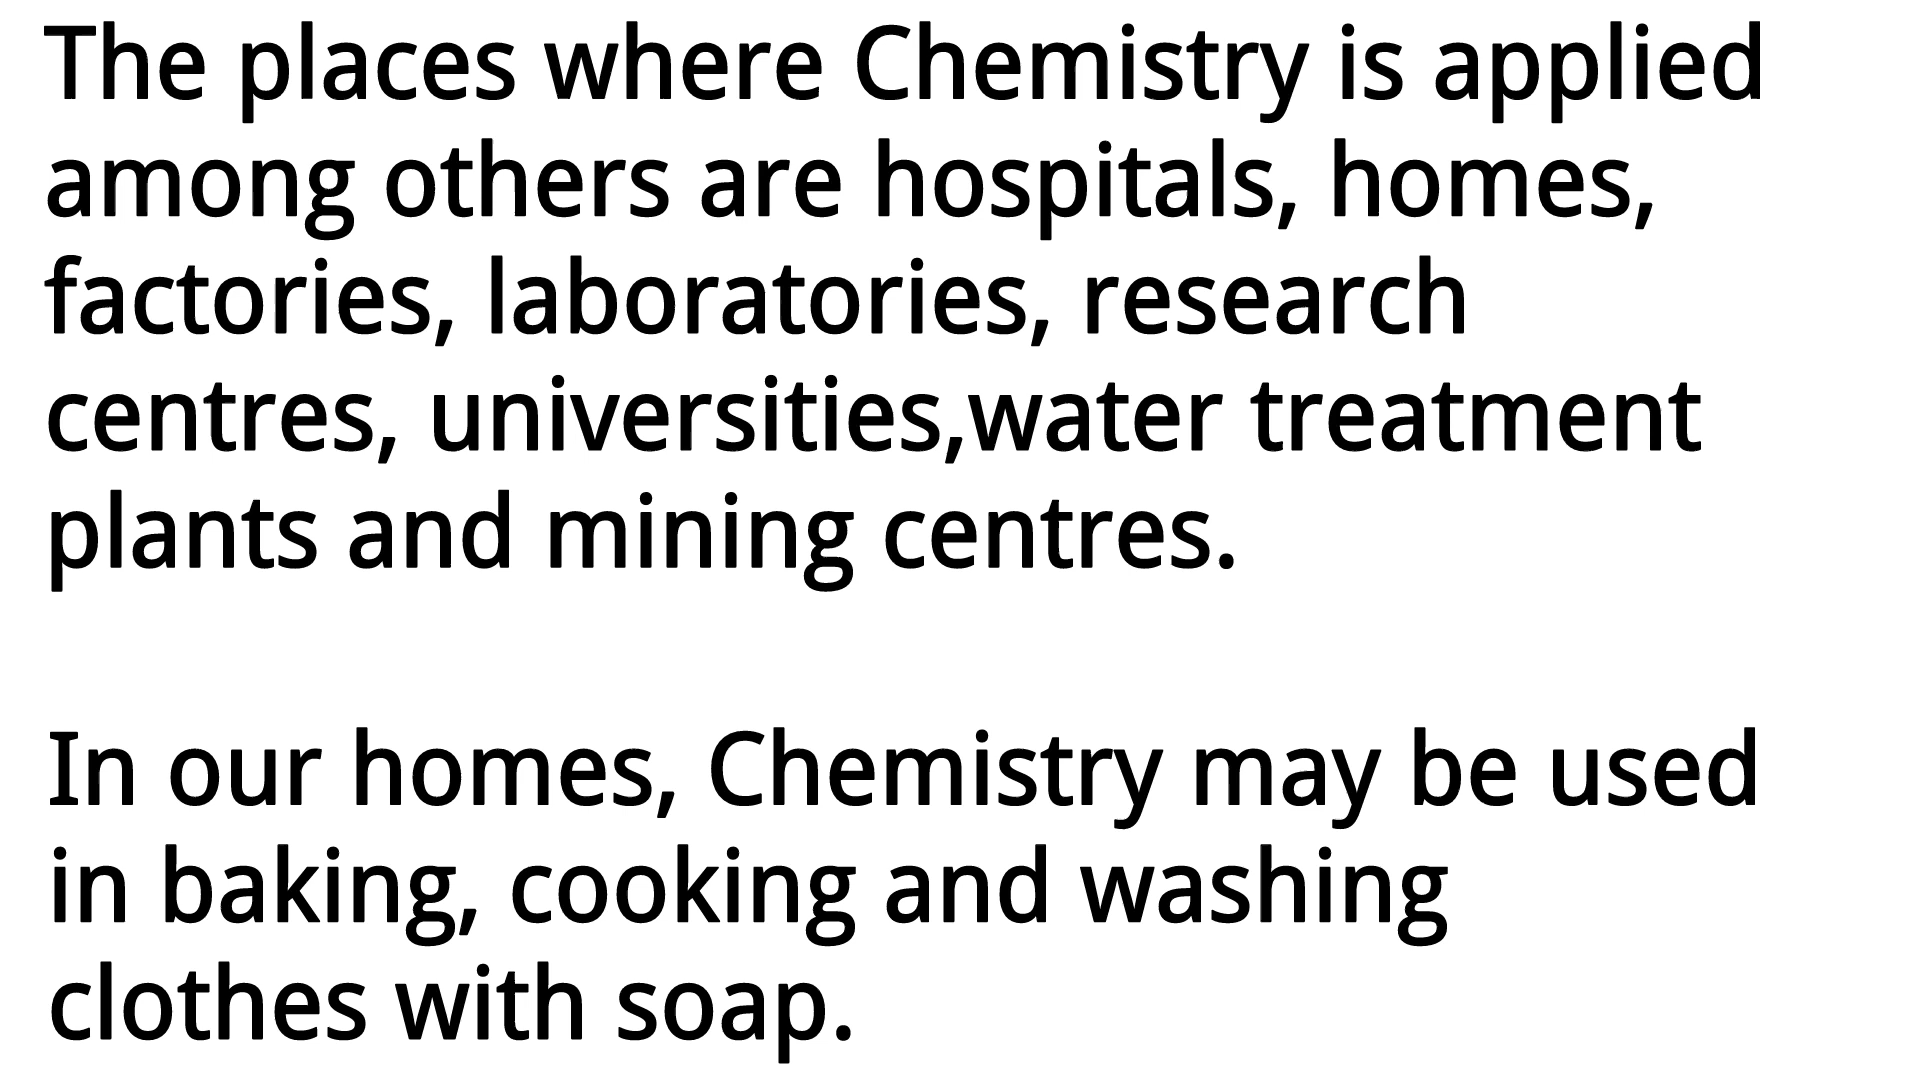 The places where Chemistry is applied
among others are hospitals, homes,
factories, laboratories, research
centres, universities,water treatment
plants and mining centres.
In our homes, Chemistry may be used
in baking, cooking and washing
clothes with soap.